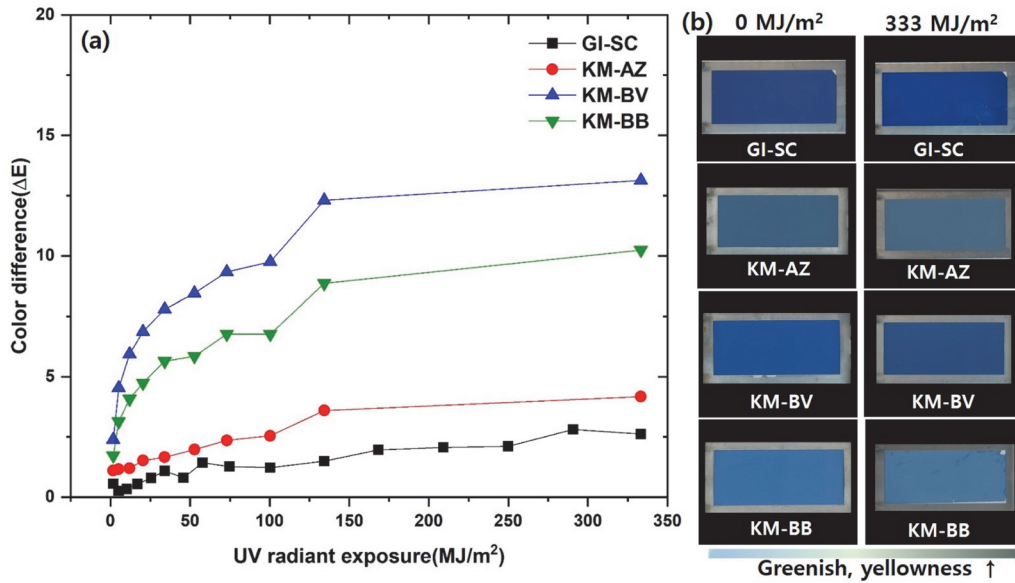 (a)
GI-SC
KM-AZ
KM-BV
KM-BB
Color difference(ΔE)
20
15
10
5
0
0 50 100 150 200 250 300 350
UV radiant exposure(MJ/m²)
(b) 0 MJ/m² 333 MJ/m²
GI-SC GI-SC
KM-AZ KM-AZ
KM-BV KM-BV
KM-BB KM-BB
Greenish, yellowness ↑